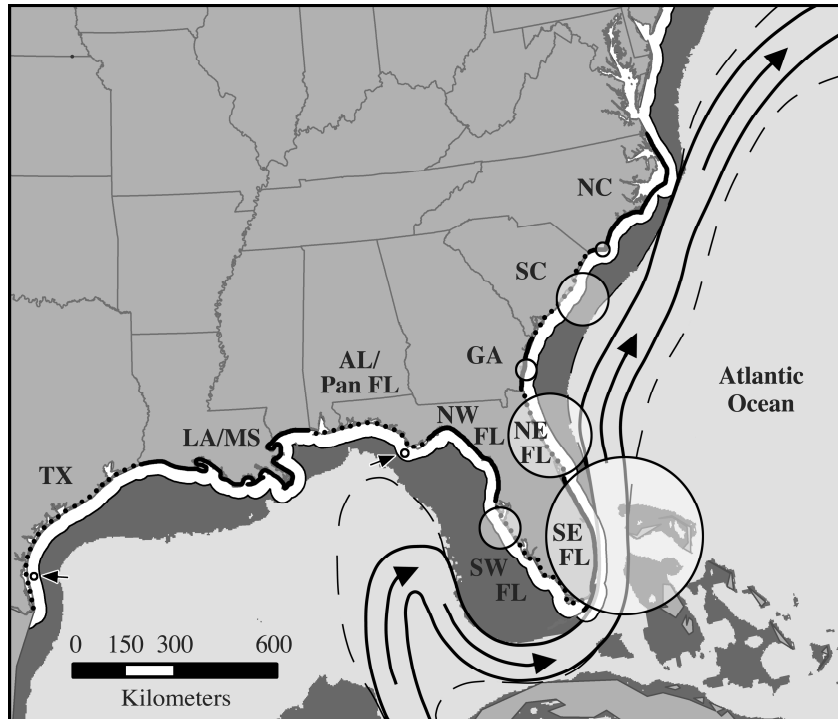 NC
SC
GA
AL/
Pan FL
Atlantic
Ocean
NW
FL
NE
FL
LA/MS
TX
SE
FL
SW
FL
0 150 300 600
Kilometers